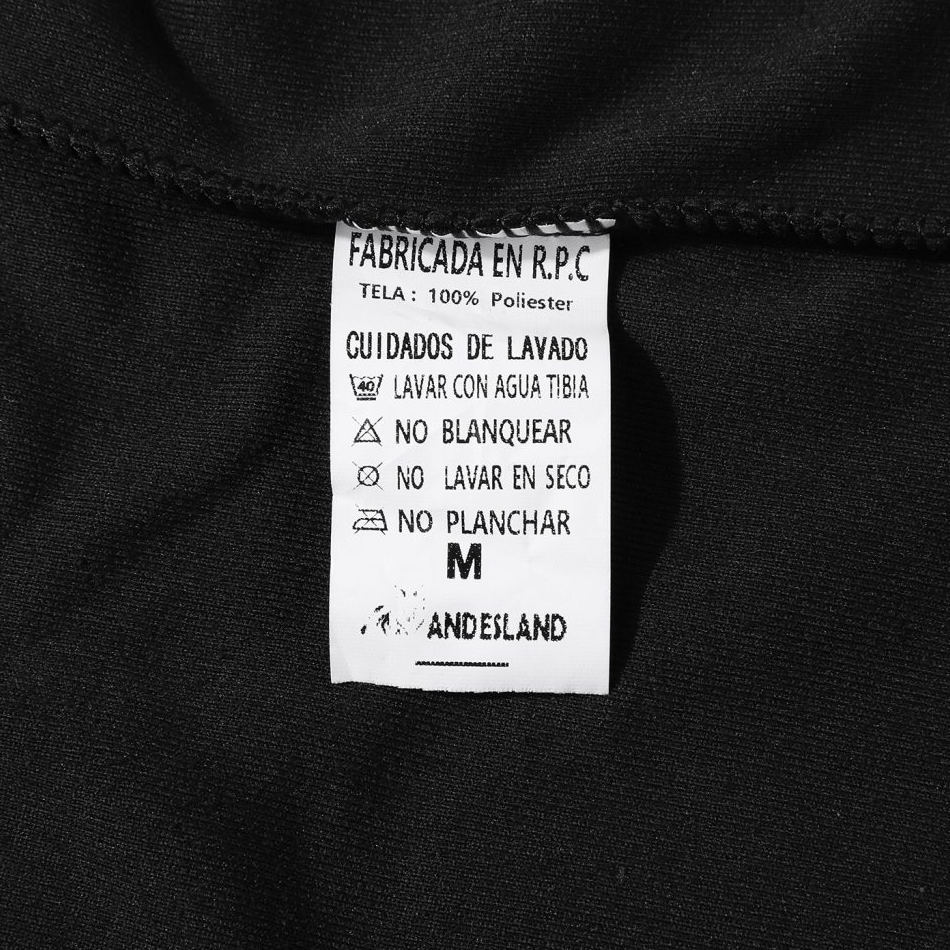 FABRICADA EN R.P.C
TELA : 100% Poliester
CUIDADOS DE LAVADO
40 LAVAR CON AGUA TIBIA
NO BLANQUEAR
NO LAVAR EN SECO
NO PLANCHAR
M
ANDESLAND